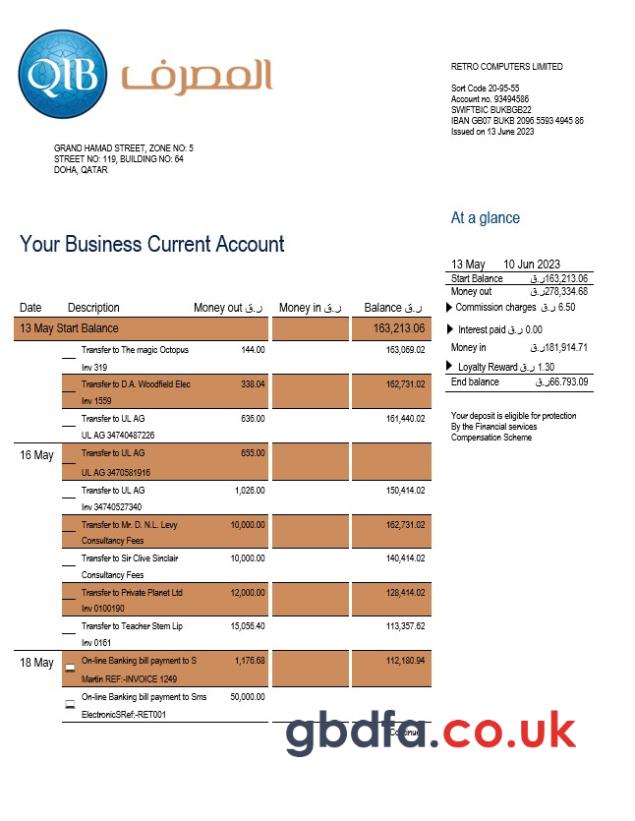 QIB المصرف
RETRO COMPUTERS LIMITED
Sort Code 20-95-55
Account no. 93494586
SWIFTBIC BUKBGB22
IBAN GB07 BUKB 2096 5593 4945 86
Issued on 13 June 2023
GRAND HAMAD STREET, ZONE NO: 5
STREET NO: 119, BUILDING NO: 64
DOHA, QATAR
At a glance
Your Business Current Account
13 May 10 Jun 2023
Start Balance ر.ق163,213.06
Money out ر.ق278,334.68
Commission charges ر.ق 6.50
Interest paid ر.ق 0.00
Money in ر.ق181,914.71
Loyalty Reward ر.ق 1.30
End balance ر.ق66.793.09
Your deposit is eligible for protection
By the Financial services
Compensation Scheme
Date Description Money out ر.ق Money in ر.ق Balance ر.ق
13 May Start Balance 163,213.06
Transfer to The magic Octopus 144.00 163,069.02
Inv 319
Transfer to D.A. Woodfield Elec 338.04 162,731.02
Inv 1559
Transfer to UL AG 636.00 161,440.02
UL AG 34740487226
16 May Transfer to UL AG 655.00
UL AG 3470581916
Transfer to UL AG 1,026.00 150,414.02
Inv 34740527340
Transfer to Mr. D. N.L. Levy 10,000.00 162,731.02
Consultancy Fees
Transfer to Sir Clive Sinclair 10,000.00 140,414.02
Consultancy Fees
Transfer to Private Planet Ltd 12,000.00 128,414.02
Inv 0100190
Transfer to Teacher Stem Lip 15,056.40 113,357.62
Inv 0161
18 May On-line Banking bill payment to S 1,176.68 112,180.94
Martin REF:-INVOICE 1249
On-line Banking bill payment to Sms 50,000.00
ElectronicSRef:-RET001
gbdfa.co.uk